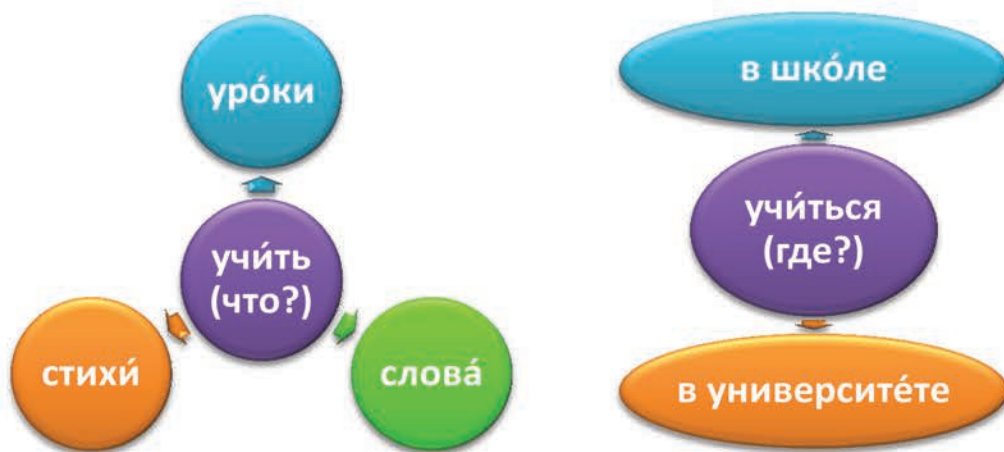 уро́ки
учи́ть
(что?)
стихи́
слова́
в шко́ле
учи́ться
(где?)
в университе́те